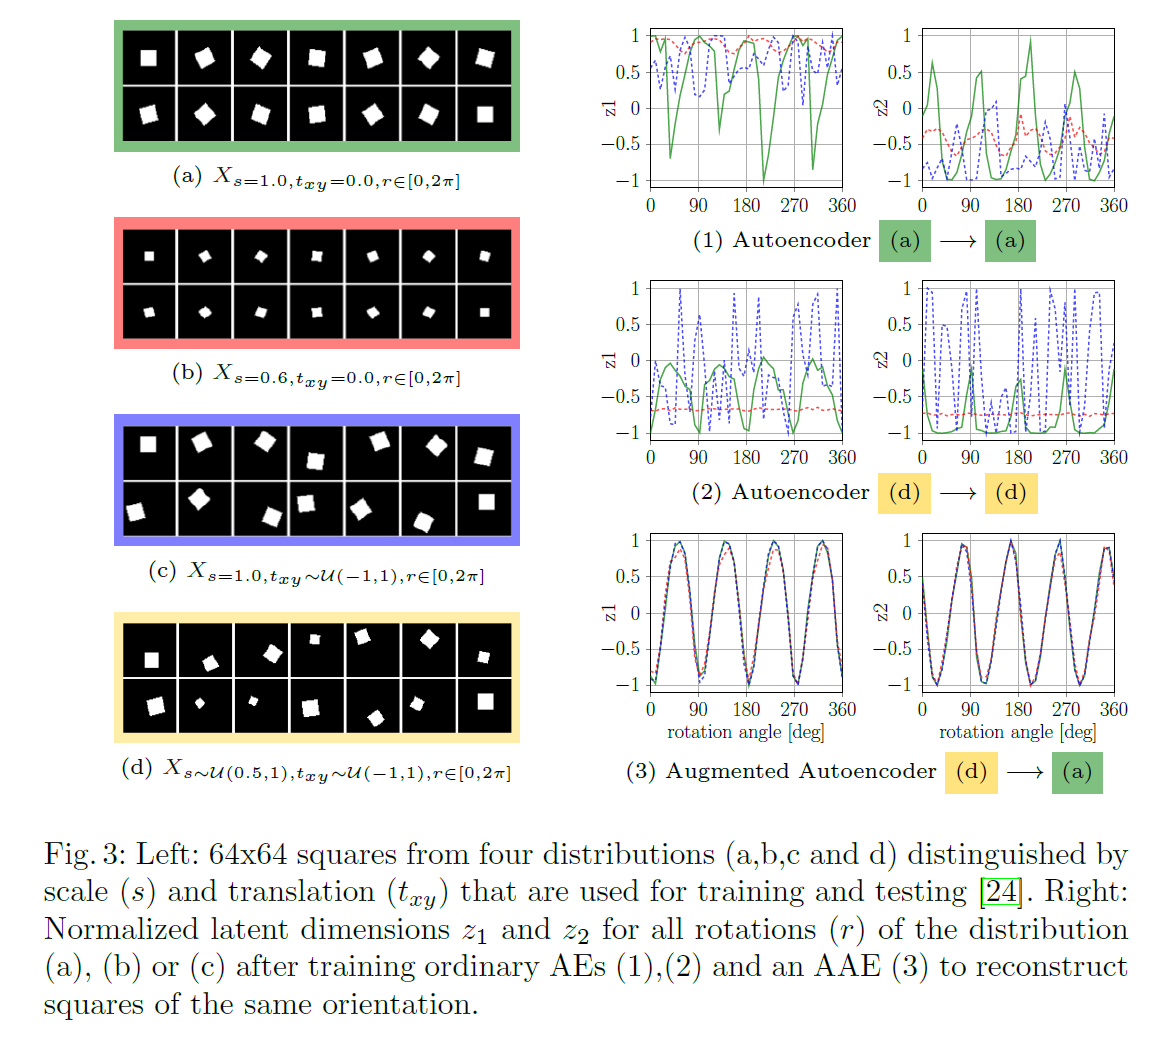 (a) X_{s=1.0,t_{xy}=0.0,r∈[0,2π]}
(b) X_{s=0.6,t_{xy}=0.0,r∈[0,2π]}
(c) X_{s=1.0,t_{xy}∼𝒰(−1,1),r∈[0,2π]}
(d) X_{s∼𝒰(0.5,1),t_{xy}∼𝒰(−1,1),r∈[0,2π]}
z1
1
0.5
0
−0.5
−1
0 90 180 270 360
z2
1
0.5
0
−0.5
−1
0 90 180 270 360
(1) Autoencoder (a) ⟶ (a)
z1
1
0.5
0
−0.5
−1
0 90 180 270 360
z2
1
0.5
0
−0.5
−1
0 90 180 270 360
(2) Autoencoder (d) ⟶ (d)
z1
1
0.5
0
−0.5
−1
0 90 180 270 360
rotation angle [deg]
z2
1
0.5
0
−0.5
−1
0 90 180 270 360
rotation angle [deg]
(3) Augmented Autoencoder (d) ⟶ (a)
Fig. 3: Left: 64x64 squares from four distributions (a,b,c and d) distinguished by
scale (s) and translation (t_{xy}) that are used for training and testing [24]. Right:
Normalized latent dimensions z_1 and z_2 for all rotations (r) of the distribution
(a), (b) or (c) after training ordinary AEs (1),(2) and an AAE (3) to reconstruct
squares of the same orientation.